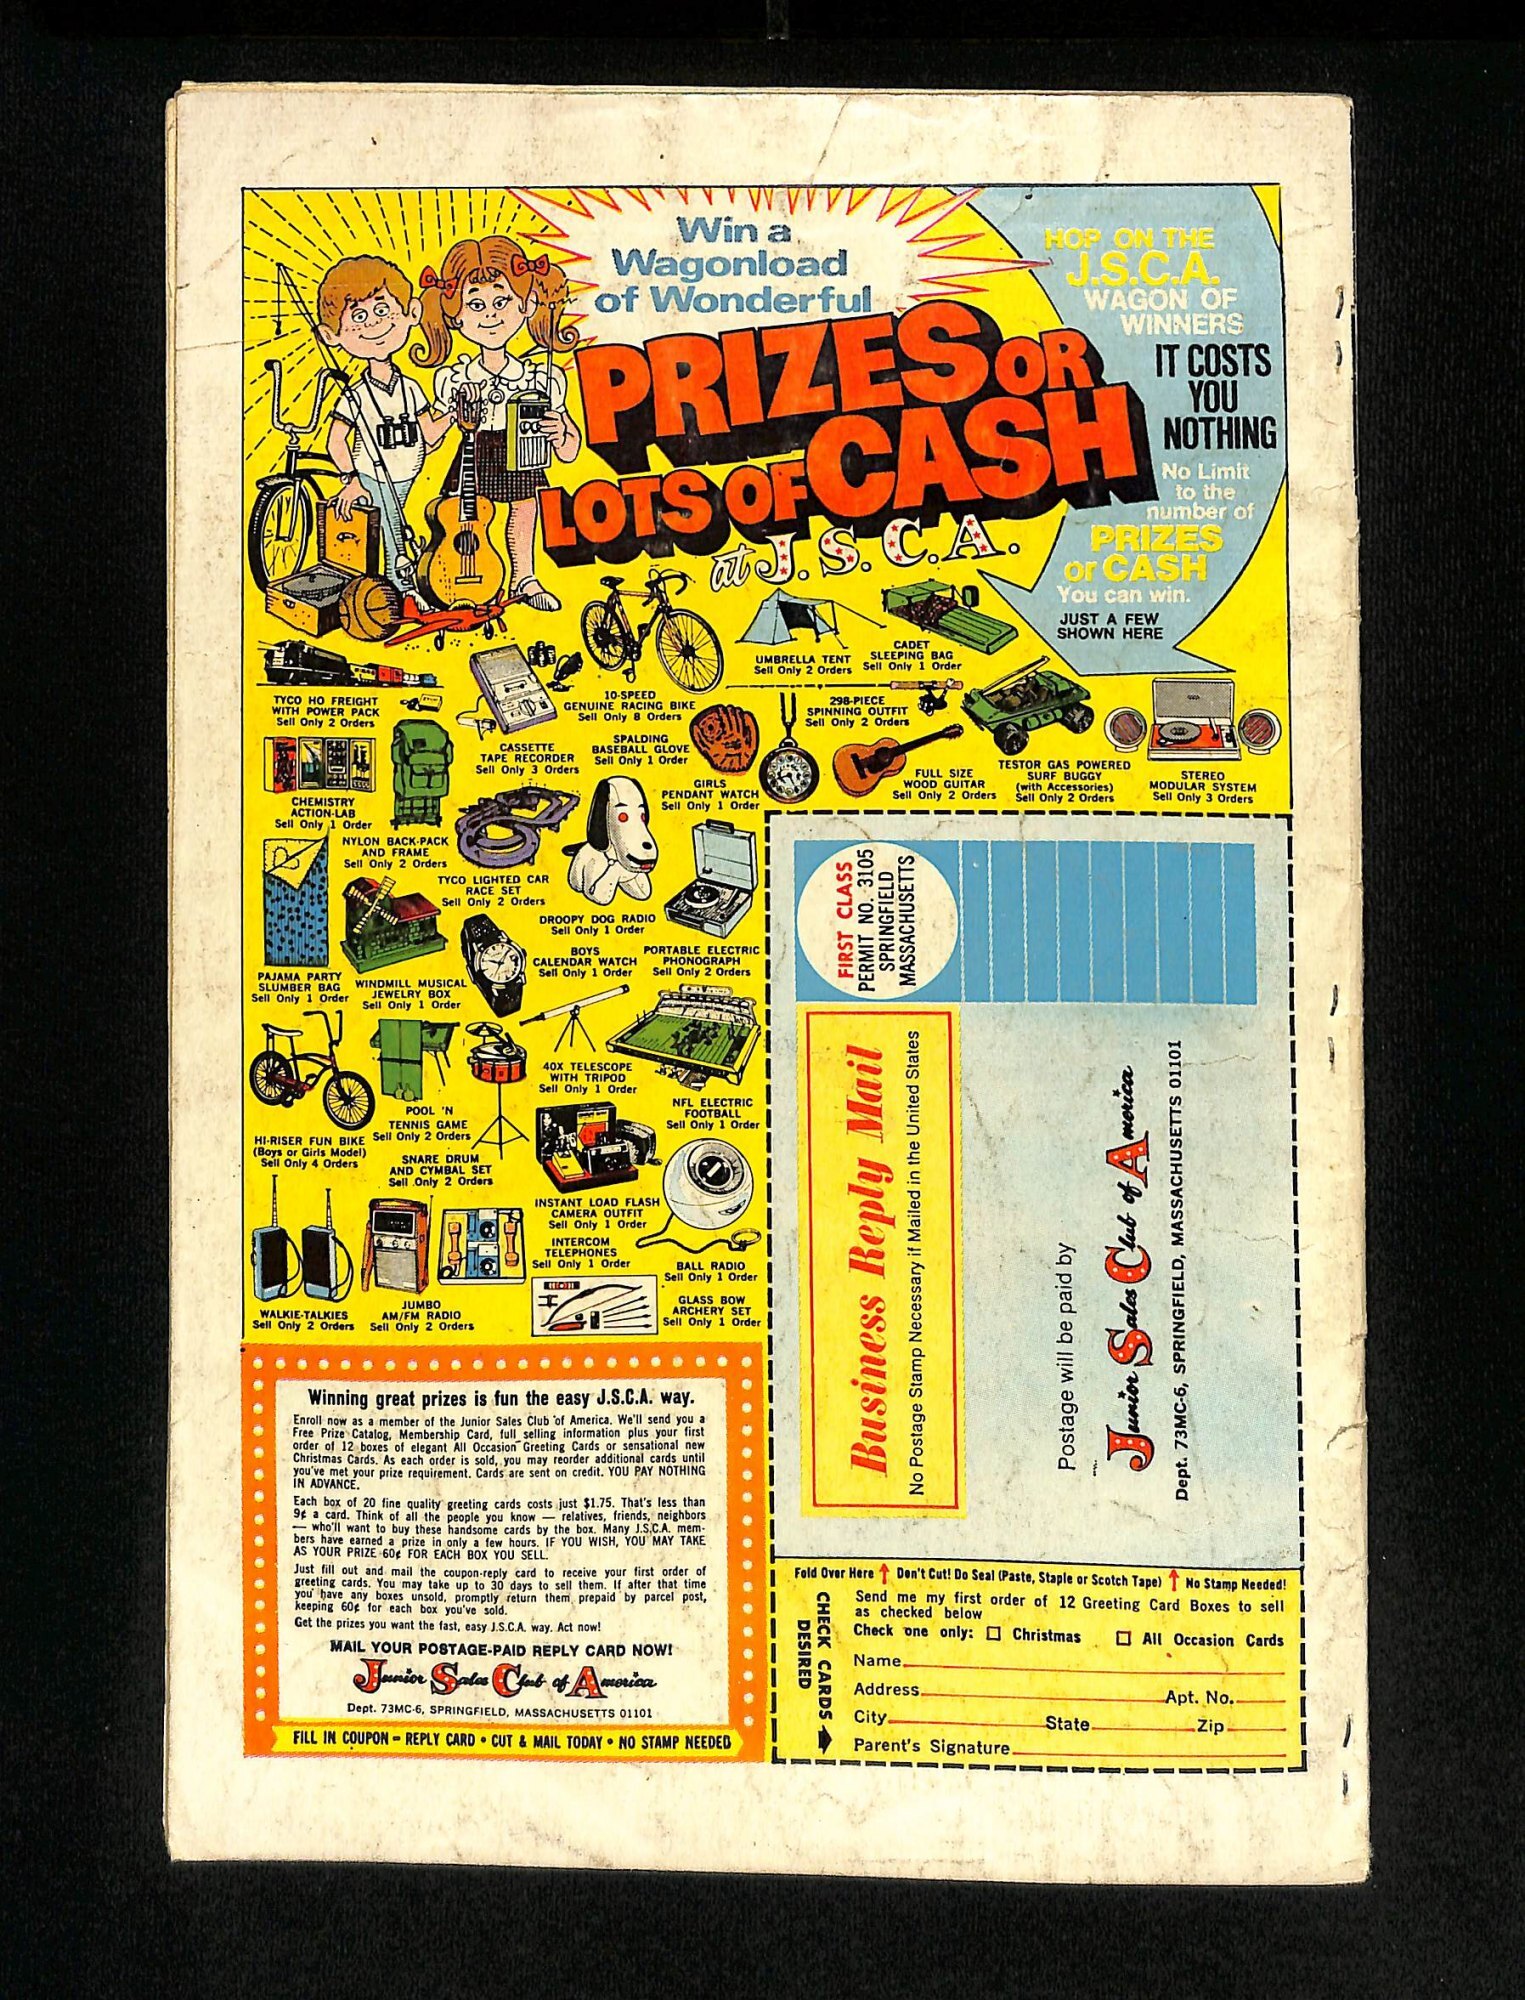 Win a
Wagonload
of Wonderful
PRIZES OR
LOTS OF CASH
at J.S.C.A.
HOP ON THE
J.S.C.A.
WAGON OF
WINNERS
IT COSTS
YOU
NOTHING
No Limit
to the
number of
PRIZES
or CASH
You can win.
JUST A FEW
SHOWN HERE
TYCO HO FREIGHT
WITH POWER PACK
Sell Only 2 Orders
CASSETTE
TAPE RECORDER
Sell Only 3 Orders
10-SPEED
GENUINE RACING BIKE
Sell Only 8 Orders
UMBRELLA TENT
Sell Only 2 Orders
CADET
SLEEPING BAG
Sell Only 1 Order
SPALDING
BASEBALL GLOVE
Sell Only 1 Order
298-PIECE
SPINNING OUTFIT
Sell Only 2 Orders
GIRLS
PENDANT WATCH
Sell Only 1 Order
FULL SIZE
WOOD GUITAR
Sell Only 2 Orders
TESTOR GAS POWERED
SURF BUGGY
(with Accessories)
Sell Only 2 Orders
STEREO
MODULAR SYSTEM
Sell Only 3 Orders
CHEMISTRY
ACTION-LAB
Sell Only 1 Order
NYLON BACK-PACK
AND FRAME
Sell Only 2 Orders
TYCO LIGHTED CAR
RACE SET
Sell Only 2 Orders
DROOPY DOG RADIO
Sell Only 1 Order
PAJAMA PARTY
SLUMBER BAG
Sell Only 1 Order
WINDMILL MUSICAL
JEWELRY BOX
Sell Only 1 Order
BOYS
CALENDAR WATCH
Sell Only 1 Order
PORTABLE ELECTRIC
PHONOGRAPH
Sell Only 2 Orders
HI-RISER FUN BIKE
(Boys or Girls Model)
Sell Only 4 Orders
POOL 'N
TENNIS GAME
Sell Only 2 Orders
40X TELESCOPE
WITH TRIPOD
Sell Only 1 Order
NFL ELECTRIC
FOOTBALL
Sell Only 1 Order
SNARE DRUM
AND CYMBAL SET
Sell Only 2 Orders
INSTANT LOAD FLASH
CAMERA OUTFIT
Sell Only 1 Order
INTERCOM
TELEPHONES
Sell Only 1 Order
BALL RADIO
Sell Only 1 Order
WALKIE-TALKIES
Sell Only 2 Orders
JUMBO
AM/FM RADIO
Sell Only 2 Orders
GLASS BOW
ARCHERY SET
Sell Only 1 Order
Winning great prizes is fun the easy J.S.C.A. way.
Enroll now as a member of the Junior Sales Club of America. We'll send you a
Free Prize Catalog, Membership Card, full selling information plus your first
order of 12 boxes of elegant All Occasion Greeting Cards or sensational new
Christmas Cards. As each order is sold, you may reorder additional cards until
you've met your prize requirement. Cards are sent on credit. YOU PAY NOTHING
IN ADVANCE.
Each box of 20 fine quality greeting cards costs just $1.75. That's less than
9¢ a card. Think of all the people you know — relatives, friends, neighbors
— who'll want to buy these handsome cards by the box. Many J.S.C.A. mem-
bers have earned a prize in only a few hours. IF YOU WISH, YOU MAY TAKE
AS YOUR PRIZE 60¢ FOR EACH BOX YOU SELL.
Just fill out and mail the coupon-reply card to receive your first order of
greeting cards. You may take up to 30 days to sell them. If after that time
you have any boxes unsold, promptly return them prepaid by parcel post,
keeping 60¢ for each box you've sold.
Get the prizes you want the fast, easy J.S.C.A. way. Act now!
MAIL YOUR POSTAGE-PAID REPLY CARD NOW!
Junior Sales Club of America
Dept. 73MC-6, SPRINGFIELD, MASSACHUSETTS 01101
FILL IN COUPON - REPLY CARD • CUT & MAIL TODAY • NO STAMP NEEDED
FIRST CLASS
PERMIT NO. 3105
SPRINGFIELD
MASSACHUSETTS
Business Reply Mail
No Postage Stamp Necessary if Mailed in the United States
Postage will be paid by
Junior Sales Club of America
Dept. 73MC-6, SPRINGFIELD, MASSACHUSETTS 01101
Fold Over Here ↑ Don't Cut! Do Seal (Paste, Staple or Scotch Tape) ↑ No Stamp Needed!
CHECK CARDS
DESIRED
Send me my first order of 12 Greeting Card Boxes to sell
as checked below
Check one only: ☐ Christmas ☐ All Occasion Cards
Name
Address Apt. No.
City State Zip
Parent's Signature